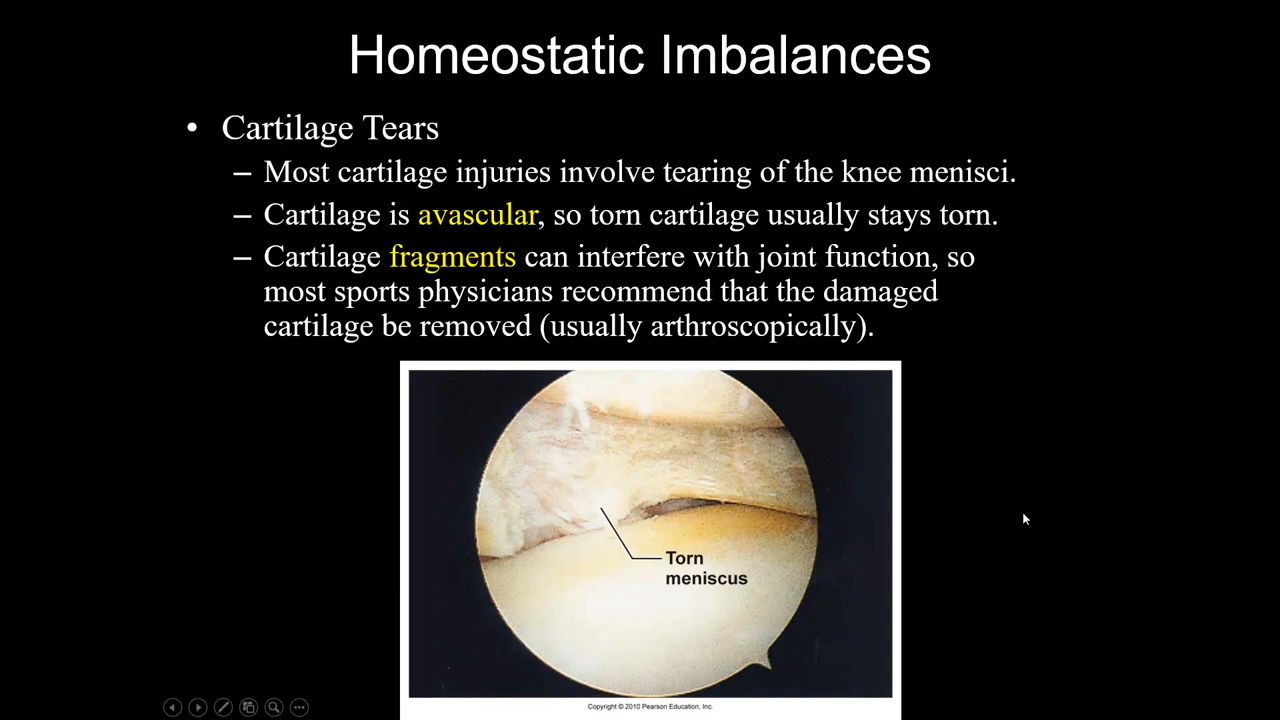 Homeostatic Imbalances
• Cartilage Tears
– Most cartilage injuries involve tearing of the knee menisci.
– Cartilage is avascular, so torn cartilage usually stays torn.
– Cartilage fragments can interfere with joint function, so
most sports physicians recommend that the damaged
cartilage be removed (usually arthroscopically).
Torn
meniscus
Copyright © 2010 Pearson Education, Inc.